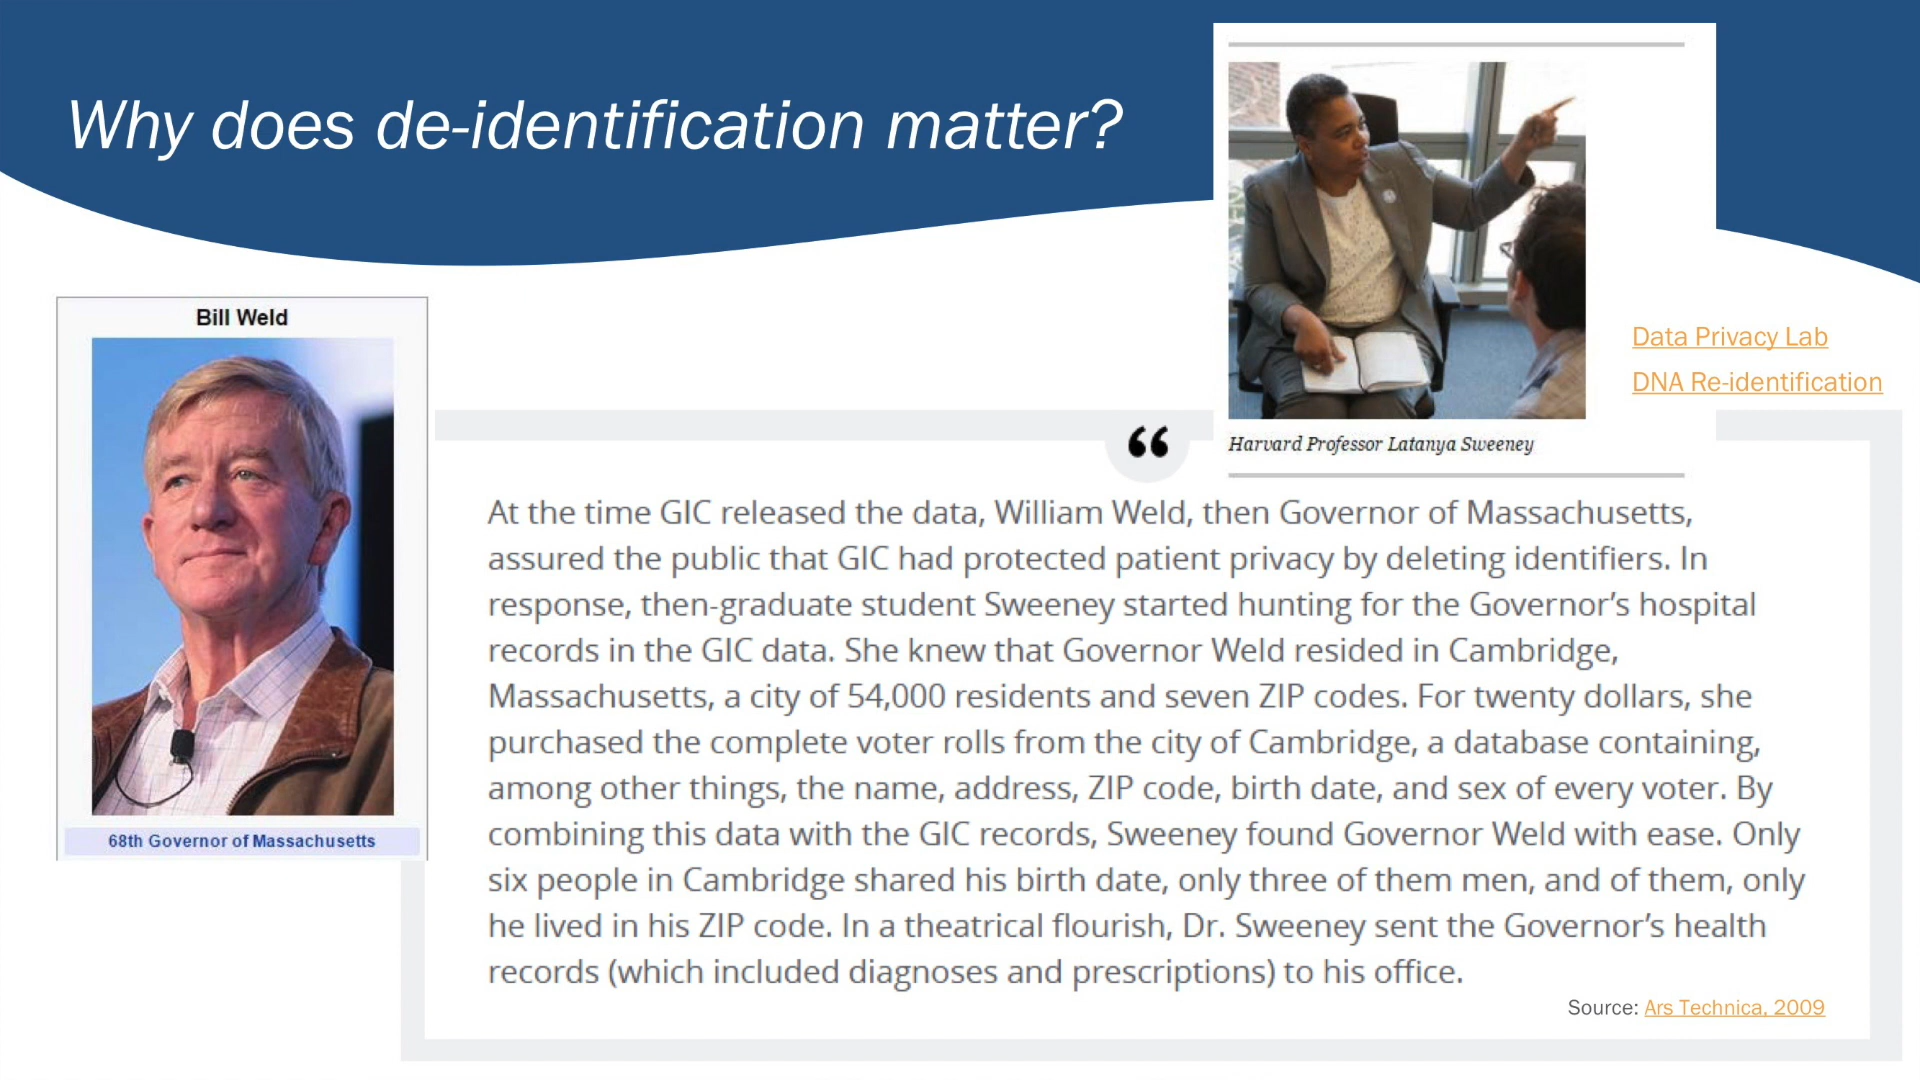 Why does de-identification matter?
Bill Weld
68th Governor of Massachusetts
Harvard Professor Latanya Sweeney
Data Privacy Lab
DNA Re-identification
“
At the time GIC released the data, William Weld, then Governor of Massachusetts,
assured the public that GIC had protected patient privacy by deleting identifiers. In
response, then-graduate student Sweeney started hunting for the Governor’s hospital
records in the GIC data. She knew that Governor Weld resided in Cambridge,
Massachusetts, a city of 54,000 residents and seven ZIP codes. For twenty dollars, she
purchased the complete voter rolls from the city of Cambridge, a database containing,
among other things, the name, address, ZIP code, birth date, and sex of every voter. By
combining this data with the GIC records, Sweeney found Governor Weld with ease. Only
six people in Cambridge shared his birth date, only three of them men, and of them, only
he lived in his ZIP code. In a theatrical flourish, Dr. Sweeney sent the Governor’s health
records (which included diagnoses and prescriptions) to his office.
Source: Ars Technica, 2009